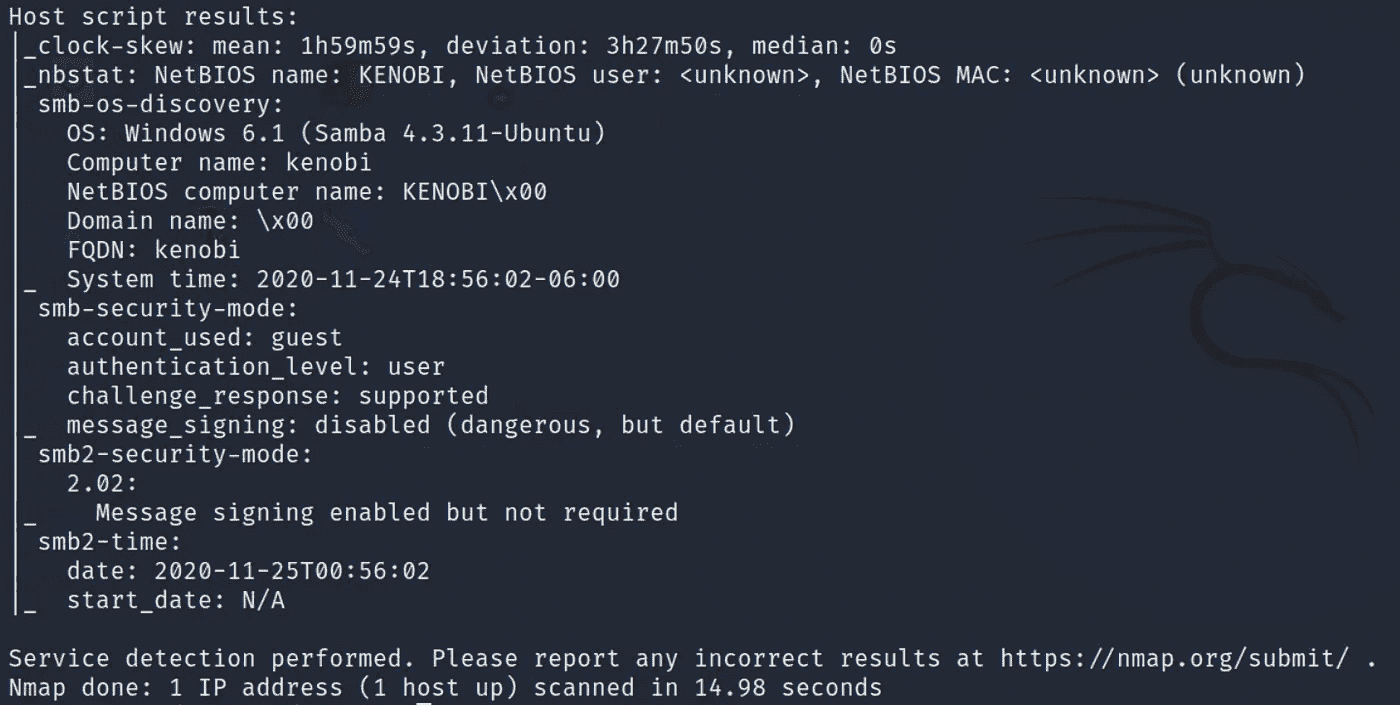 Host script results:
|_clock-skew: mean: 1h59m59s, deviation: 3h27m50s, median: 0s
|_nbstat: NetBIOS name: KENOBI, NetBIOS user: <unknown>, NetBIOS MAC: <unknown> (unknown)
| smb-os-discovery:
|   OS: Windows 6.1 (Samba 4.3.11-Ubuntu)
|   Computer name: kenobi
|   NetBIOS computer name: KENOBI\x00
|   Domain name: \x00
|   FQDN: kenobi
|_  System time: 2020-11-24T18:56:02-06:00
| smb-security-mode:
|   account_used: guest
|   authentication_level: user
|   challenge_response: supported
|_  message_signing: disabled (dangerous, but default)
| smb2-security-mode:
|   2.02:
|_    Message signing enabled but not required
| smb2-time:
|   date: 2020-11-25T00:56:02
|_  start_date: N/A

Service detection performed. Please report any incorrect results at https://nmap.org/submit/ .
Nmap done: 1 IP address (1 host up) scanned in 14.98 seconds